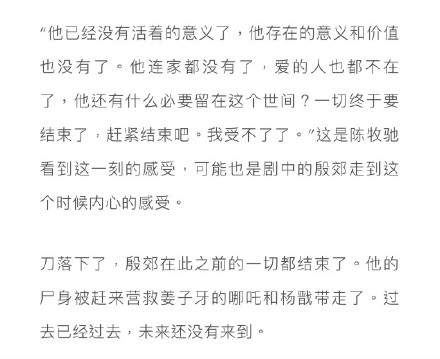 “他已经没有活着的意义了，他存在的意义和价值
也没有了。他连家都没有了，爱的人也都不在
了，他还有什么必要留在这个世间？一切终于要
结束了，赶紧结束吧。我受不了了。”这是陈牧驰
看到这一刻的感受，可能也是剧中的殷郊走到这
个时候内心的感受。
刀落下了，殷郊在此之前的一切都结束了。他的
尸身被赶来营救姜子牙的哪吒和杨戬带走了。过
去已经过去，未来还没有来到。